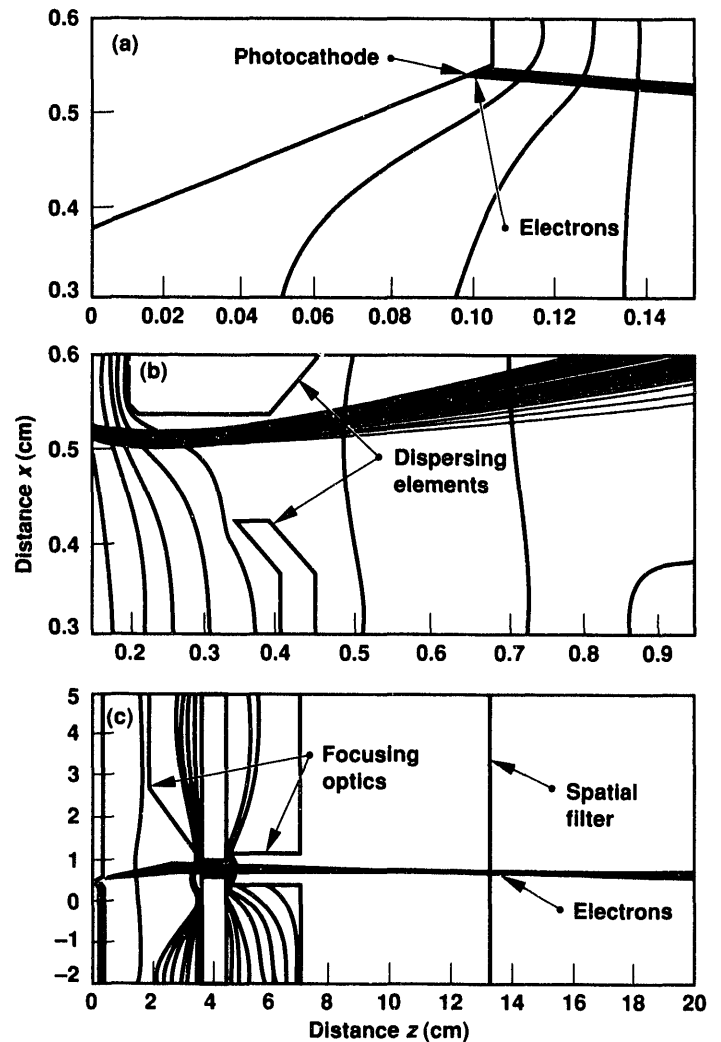 (a)
Photocathode
Electrons
0.6
0.5
0.4
0.3
0 0.02 0.04 0.06 0.08 0.10 0.12 0.14
(b)
Dispersing
elements
0.6
0.5
0.4
0.3
0.2 0.3 0.4 0.5 0.6 0.7 0.8 0.9
Distance x (cm)
(c)
Focusing
optics
Spatial
filter
Electrons
5
4
3
2
1
0
–1
–2
0 2 4 6 8 10 12 14 16 18 20
Distance z (cm)